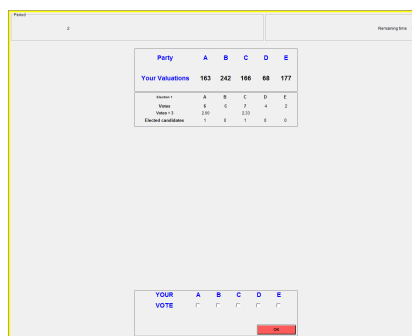 Period
2
Remaining time
Party A B C D E
Your Valuations 163 242 166 68 177
Election 1 A B C D E
Votes 6 6 7 4 2
Votes ÷ 3 2.00 2.33
Elected candidates 1 0 1 0 0
YOUR A B C D E
VOTE
OK